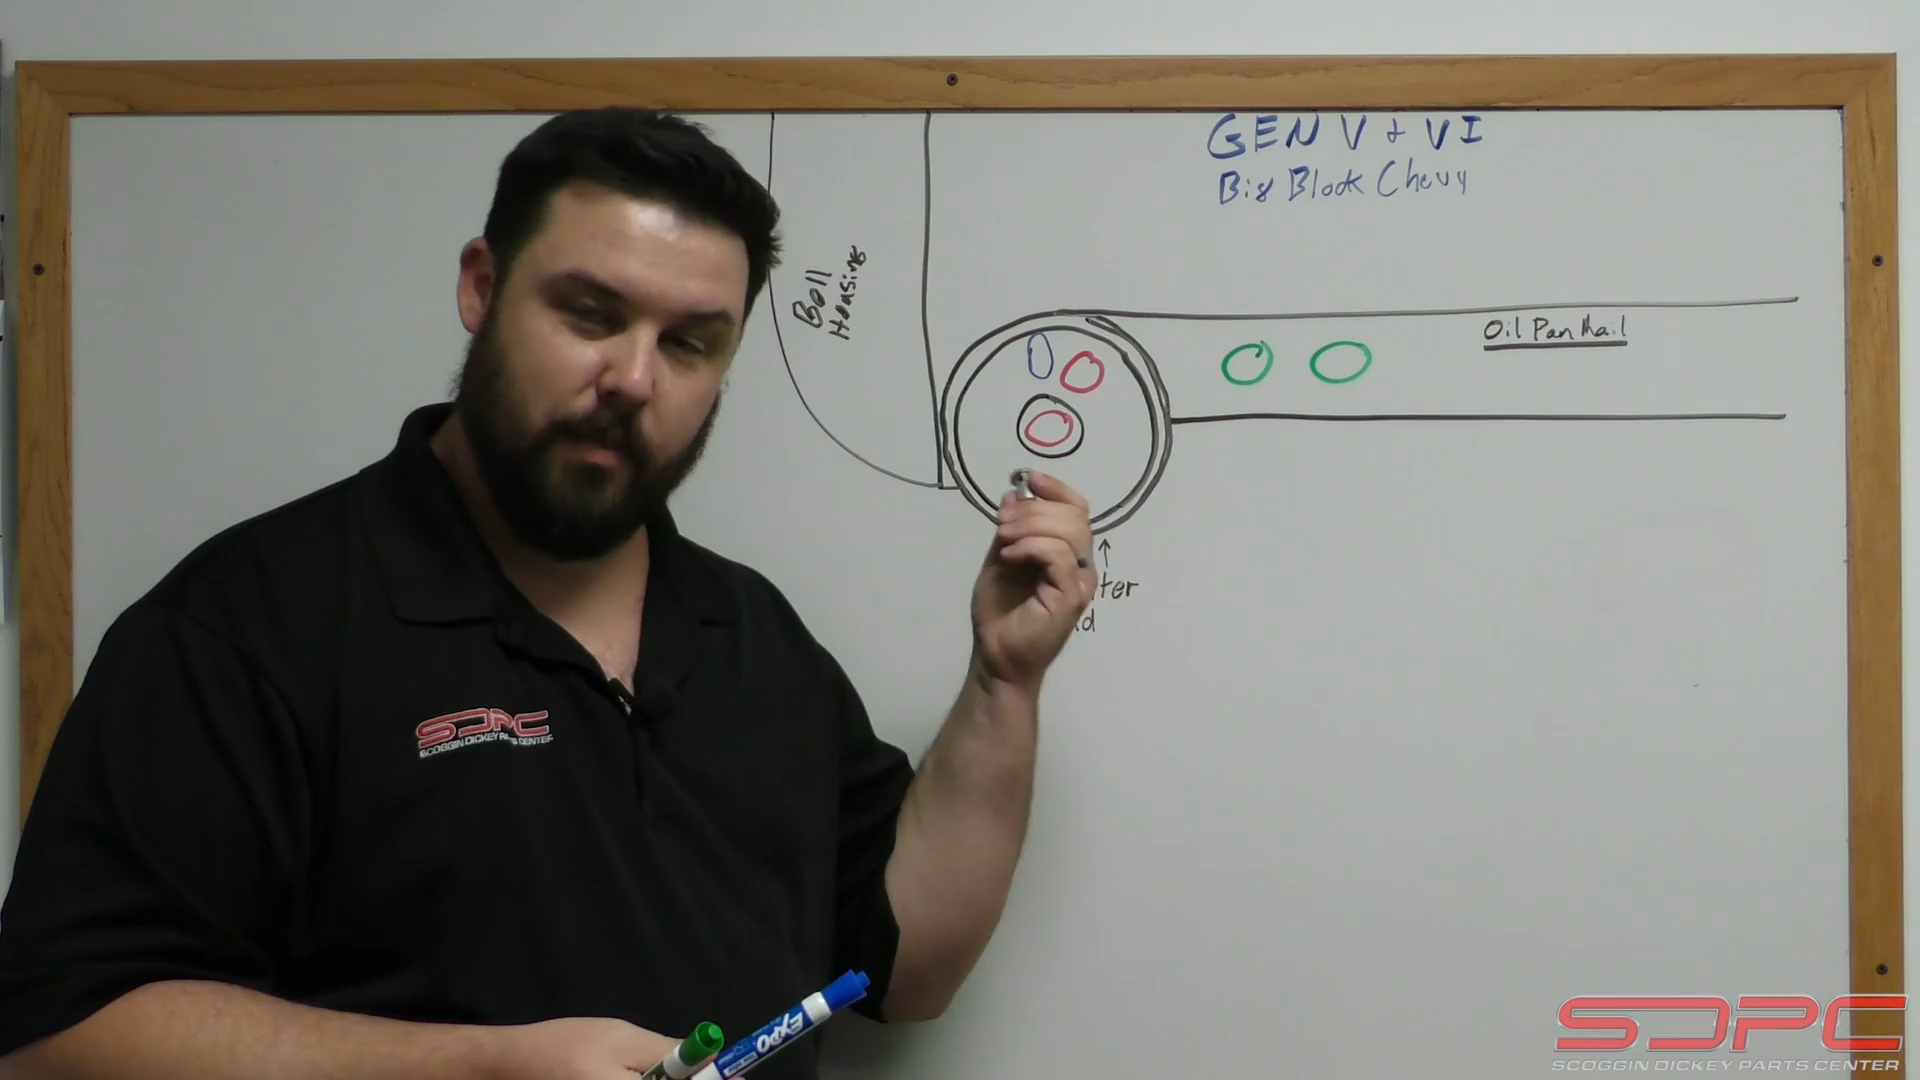 GEN V + VI
Big Block Chevy
Bell
Housing
Oil Pan Rail
ter
d
SDPC
SCOGGIN DICKEY PARTS CENTER
EXPO
SDPC
SCOGGIN DICKEY PARTS CENTER